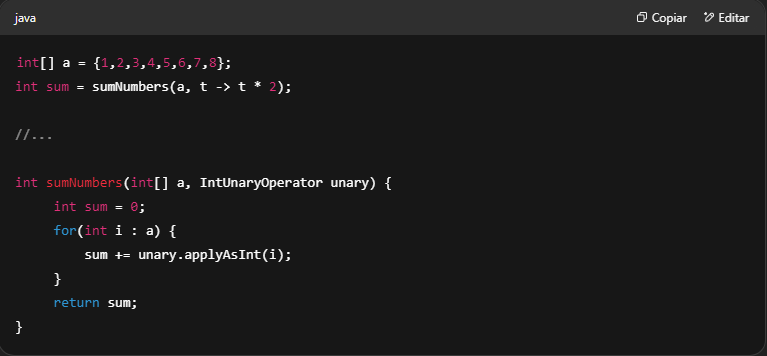 java
Copiar
Editar
int[] a = {1,2,3,4,5,6,7,8};
int sum = sumNumbers(a, t -> t * 2);
//...
int sumNumbers(int[] a, IntUnaryOperator unary) {
int sum = 0;
for(int i : a) {
sum += unary.applyAsInt(i);
}
return sum;
}